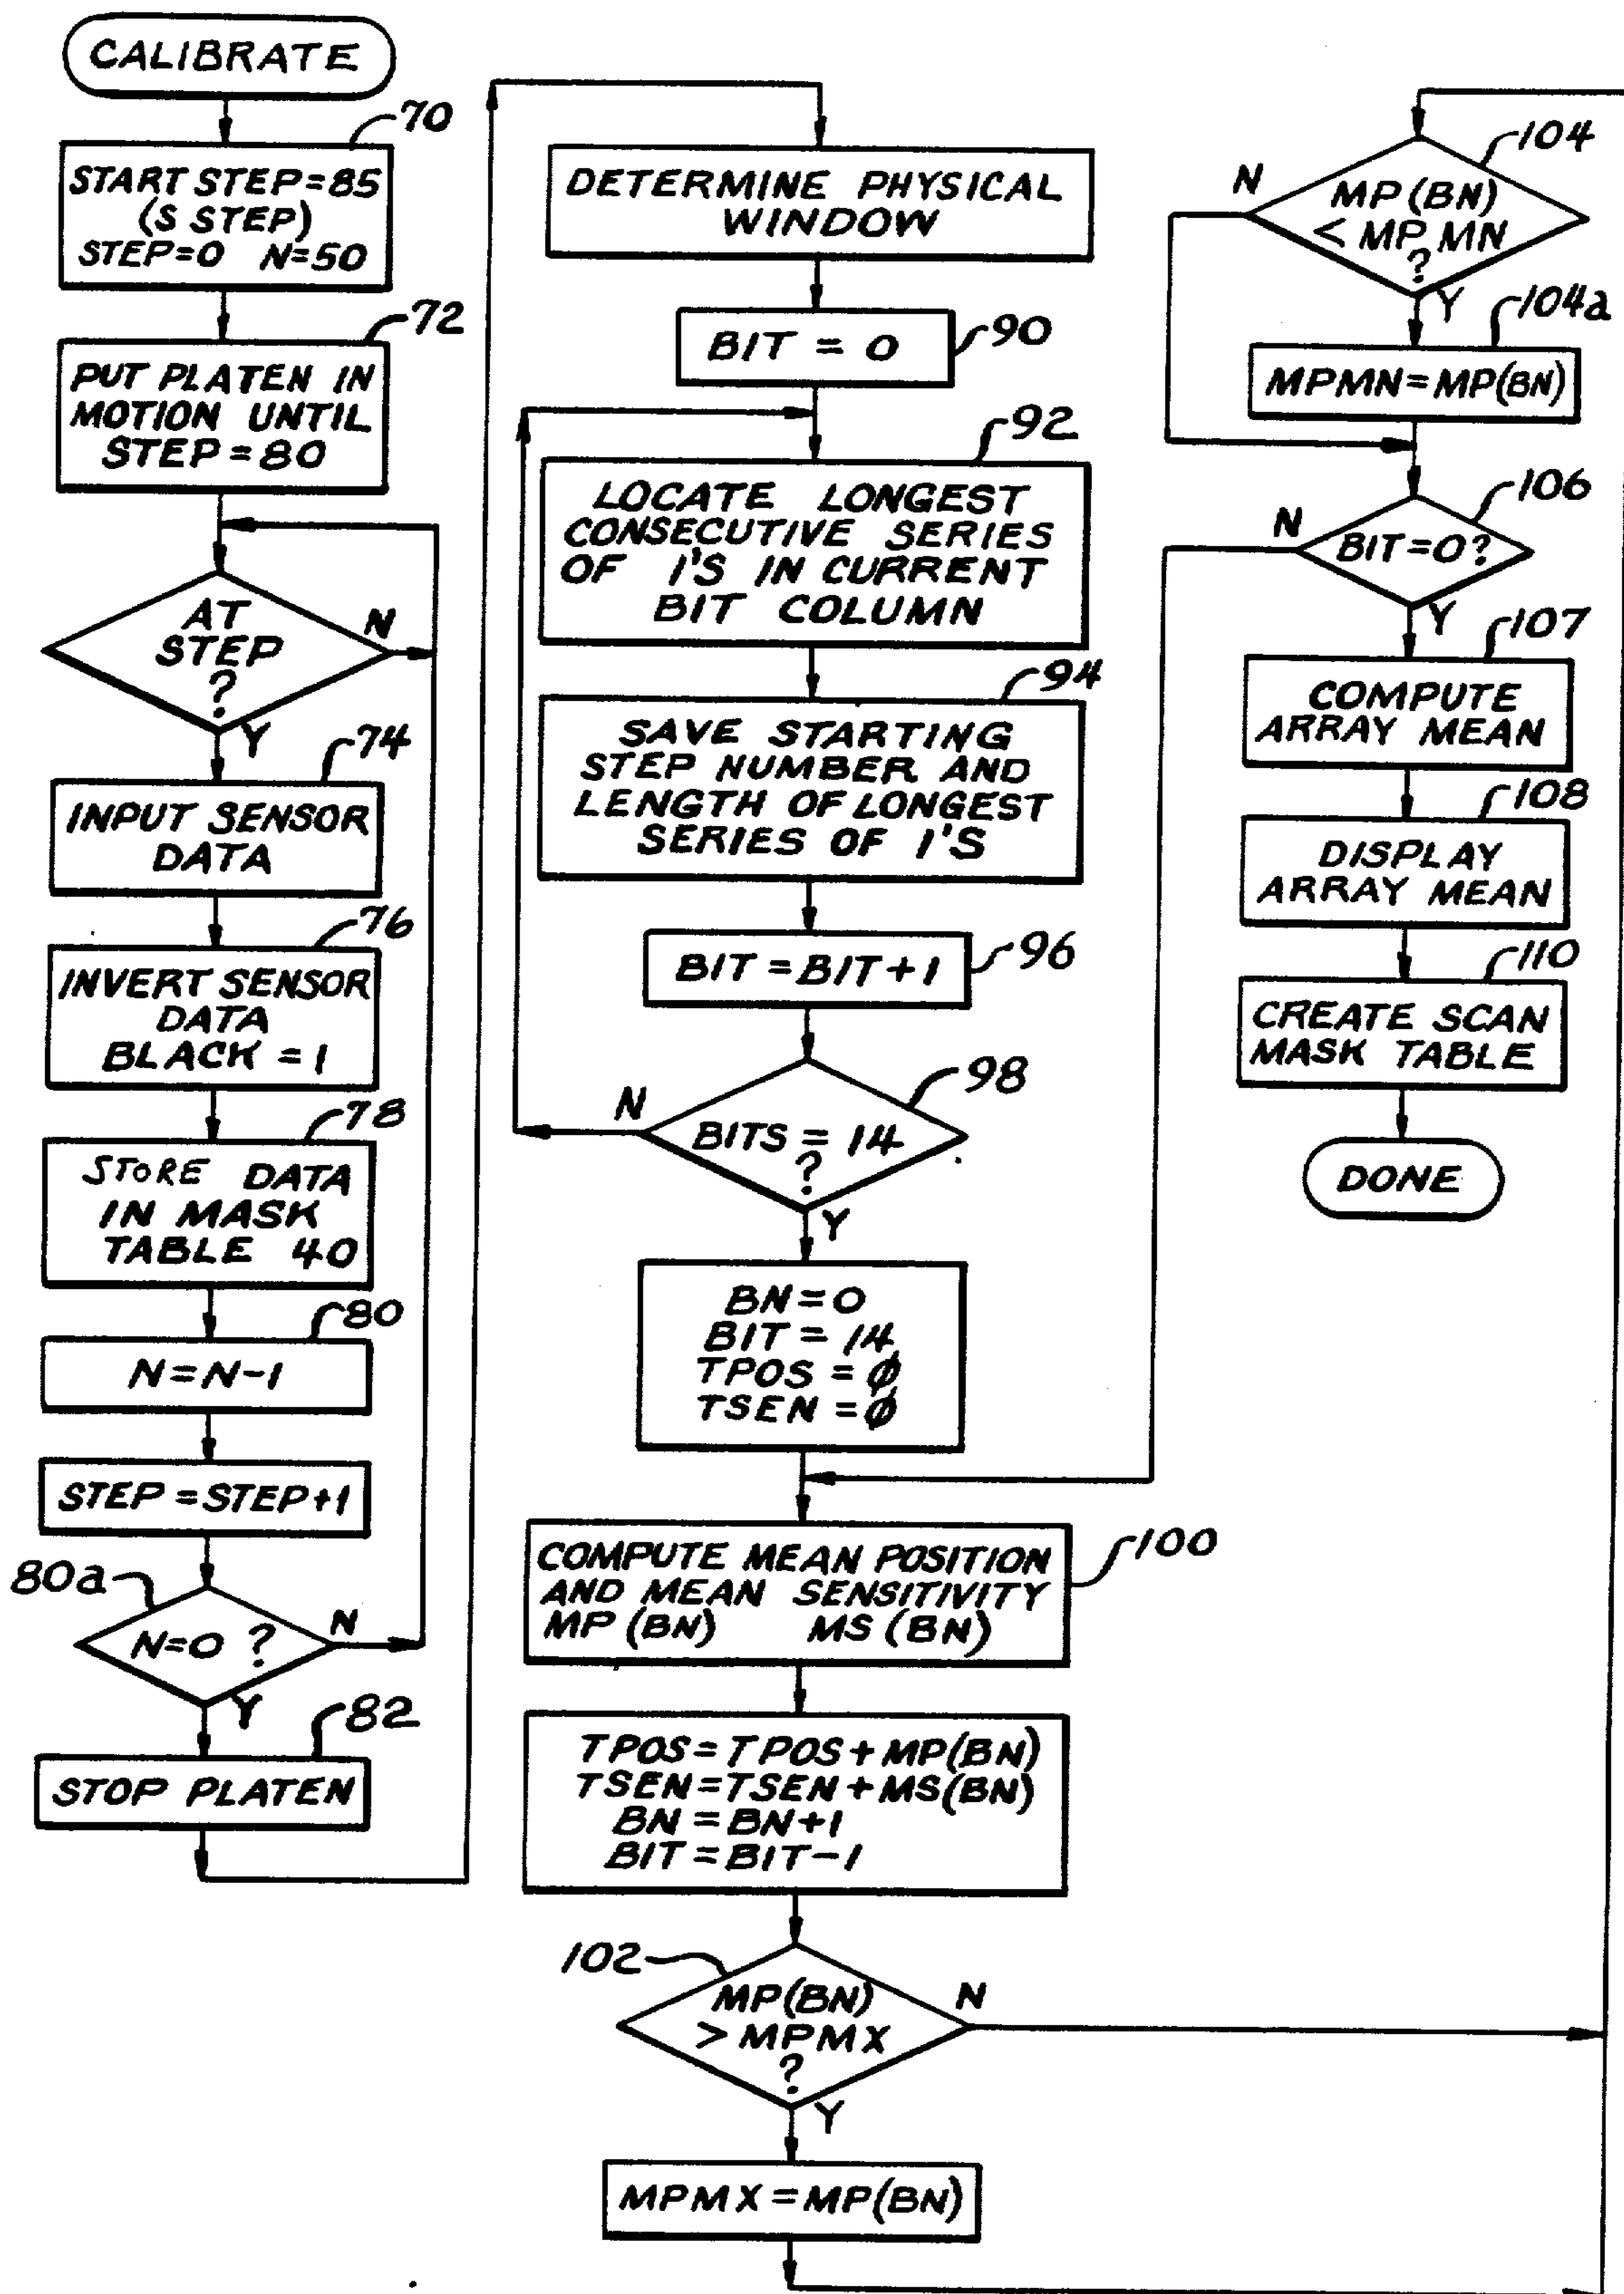 CALIBRATE
70
START STEP=85
(S STEP)
STEP=0 N=50
72
PUT PLATEN IN
MOTION UNTIL
STEP=80
AT
STEP
?
N
Y
74
INPUT SENSOR
DATA
76
INVERT SENSOR
DATA
BLACK = 1
78
STORE DATA
IN MASK
TABLE 40
80
N=N-1
STEP=STEP+1
80a
N=0 ?
N
Y
82
STOP PLATEN
DETERMINE PHYSICAL
WINDOW
BIT = 0
90
92
LOCATE LONGEST
CONSECUTIVE SERIES
OF 1'S IN CURRENT
BIT COLUMN
94
SAVE STARTING
STEP NUMBER AND
LENGTH OF LONGEST
SERIES OF 1'S
BIT=BIT+1
96
98
BITS = 14
?
N
Y
BN=0
BIT = 14
TPOS = Ø
TSEN = Ø
100
COMPUTE MEAN POSITION
AND MEAN SENSITIVITY
MP (BN) MS (BN)
TPOS=TPOS+MP(BN)
TSEN=TSEN+MS(BN)
BN=BN+1
BIT=BIT-1
102
MP(BN)
> MPMX
?
N
Y
MPMX=MP(BN)
104
MP(BN)
< MPMN
?
N
Y
104a
MPMN=MP(BN)
106
BIT=0?
N
Y
107
COMPUTE
ARRAY MEAN
108
DISPLAY
ARRAY MEAN
110
CREATE SCAN
MASK TABLE
DONE